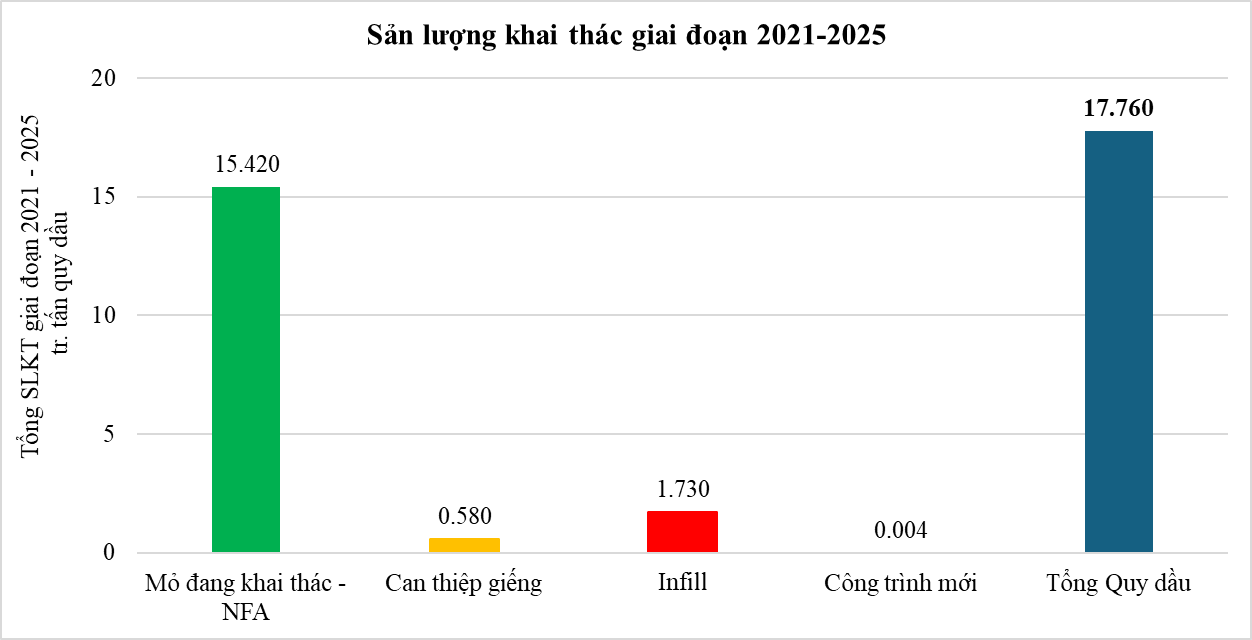 Sản lượng khai thác giai đoạn 2021-2025
Tổng SLKT giai đoạn 2021 - 2025
tr. tấn quy dầu
20
15
10
5
0
15.420
0.580
1.730
0.004
17.760
Mỏ đang khai thác -
NFA
Can thiệp giếng
Infill
Công trình mới
Tổng Quy dầu